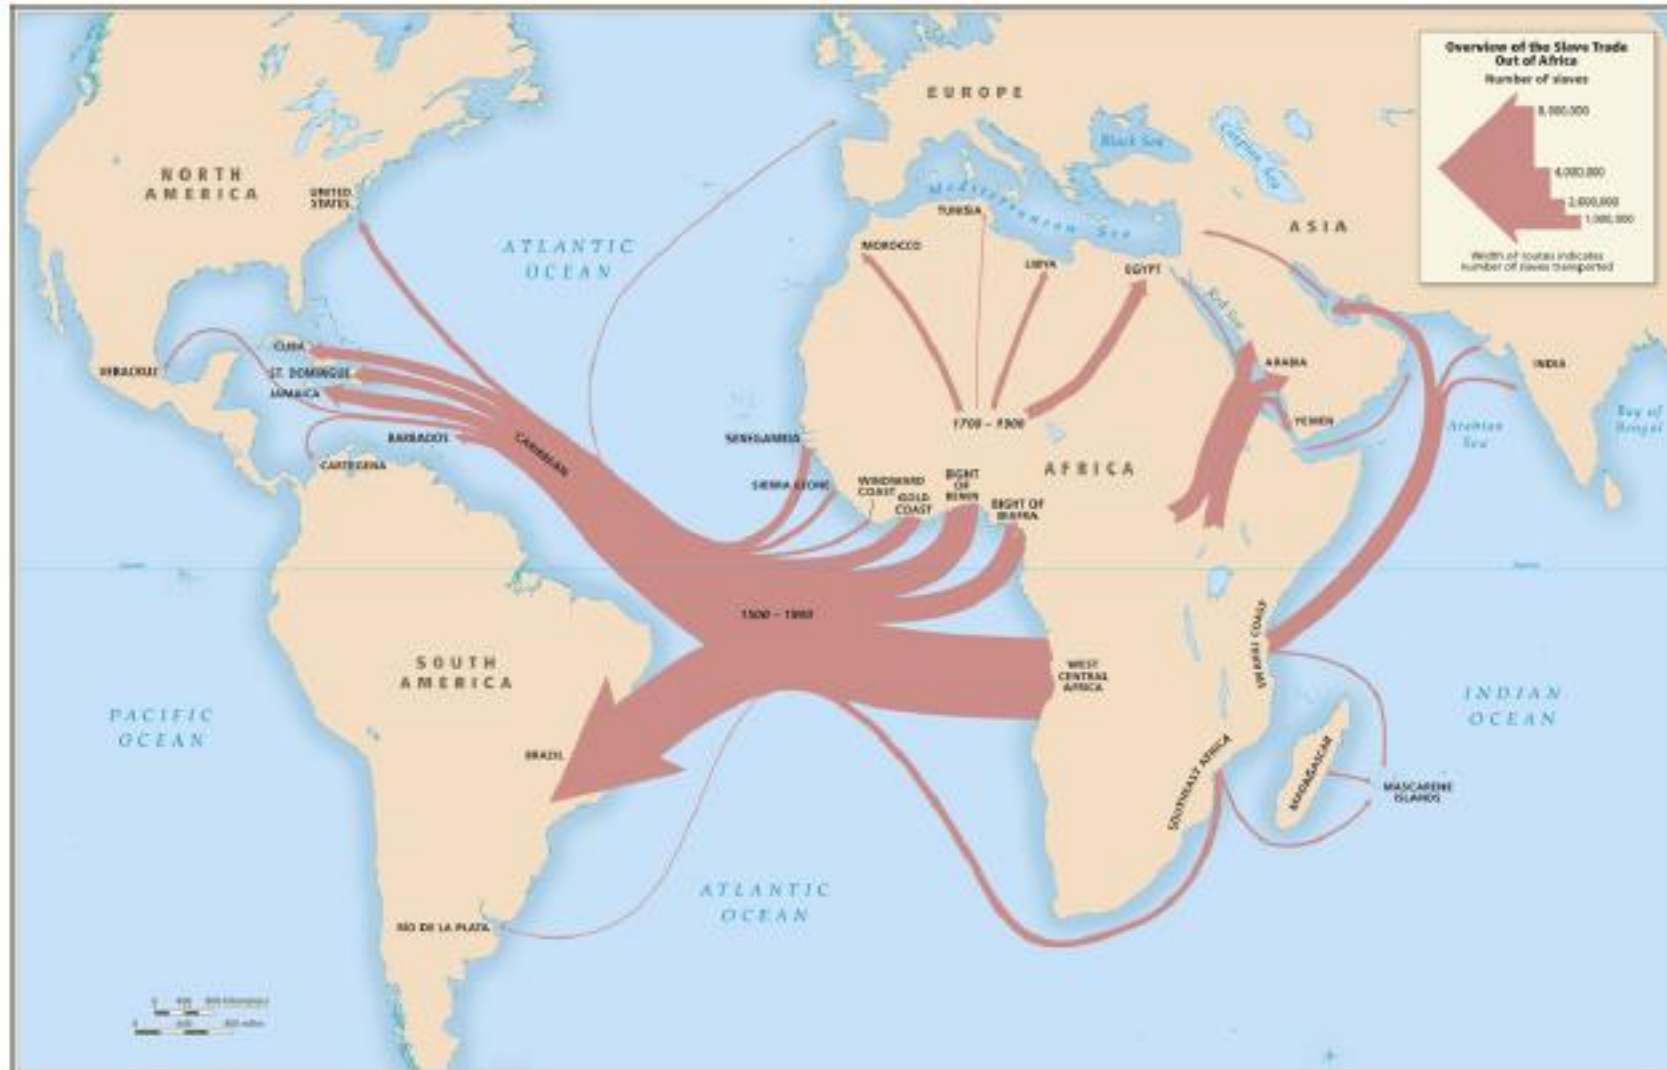 Overview of the Slave Trade
Out of Africa
Number of slaves
8,000,000
4,000,000
2,000,000
1,000,000
Width of routes indicates
number of slaves transported
EUROPE
Black Sea
Caspian Sea
NORTH
AMERICA
UNITED
STATES
Mediterranean Sea
TUNISIA
ASIA
ATLANTIC
OCEAN
MOROCCO
LIBYA
EGYPT
Red Sea
CUBA
VERACRUZ
ST. DOMINGUE
JAMAICA
ARABIA
INDIA
BARBADOS
CARIBBEAN
SENEGAMBIA
1700 – 1900
YEMEN
Arabian
Sea
Bay of
Bengal
CARTEGENA
AFRICA
SIERRA LEONE
WINDWARD
COAST
GOLD
COAST
BIGHT
OF
BENIN
BIGHT OF
BIAFRA
SWAHILI COAST
SOUTH
AMERICA
WEST
CENTRAL
AFRICA
PACIFIC
OCEAN
INDIAN
OCEAN
BRAZIL
SOUTHEAST AFRICA
MADAGASCAR
MASCARENE
ISLANDS
ATLANTIC
OCEAN
RÍO DE LA PLATA